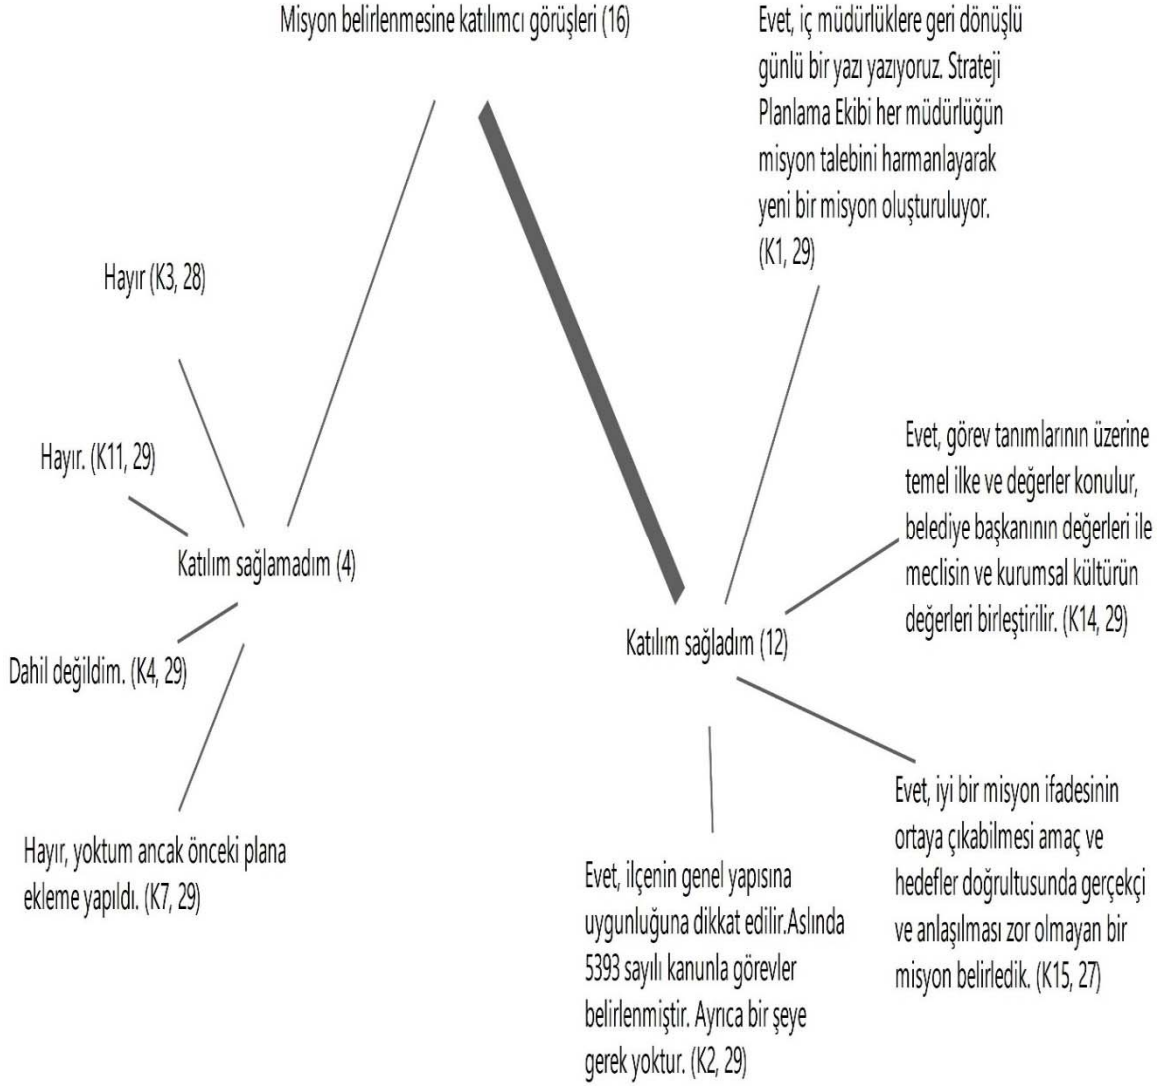 Misyon belirlenmesine katılımcı görüşleri (16)
Evet, iç müdürlüklere geri dönüşlü
günlü bir yazı yazıyoruz. Strateji
Planlama Ekibi her müdürlüğün
misyon talebini harmanlayarak
yeni bir misyon oluşturuluyor.
(K1, 29)
Hayır (K3, 28)
Hayır. (K11, 29)
Katılım sağlamadım (4)
Dahil değildim. (K4, 29)
Hayır, yoktum ancak önceki plana
ekleme yapıldı. (K7, 29)
Evet, görev tanımlarının üzerine
temel ilke ve değerler konulur,
belediye başkanının değerleri ile
meclisin ve kurumsal kültürün
değerleri birleştirilir. (K14, 29)
Katılım sağladım (12)
Evet, iyi bir misyon ifadesinin
ortaya çıkabilmesi amaç ve
hedefler doğrultusunda gerçekçi
ve anlaşılması zor olmayan bir
misyon belirledik. (K15, 27)
Evet, ilçenin genel yapısına
uygunluğuna dikkat edilir.Aslında
5393 sayılı kanunla görevler
belirlenmiştir. Ayrıca bir şeye
gerek yoktur. (K2, 29)